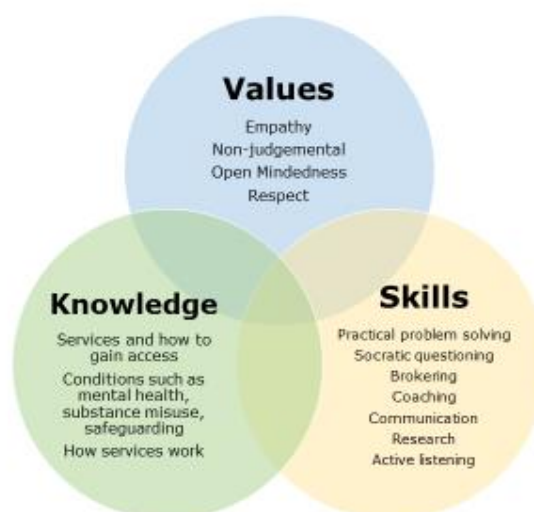 Values
Empathy
Non-judgemental
Open Mindedness
Respect
Knowledge
Services and how to
gain access
Conditions such as
mental health,
substance misuse,
safeguarding
How services work
Skills
Practical problem solving
Socratic questioning
Brokering
Coaching
Communication
Research
Active listening